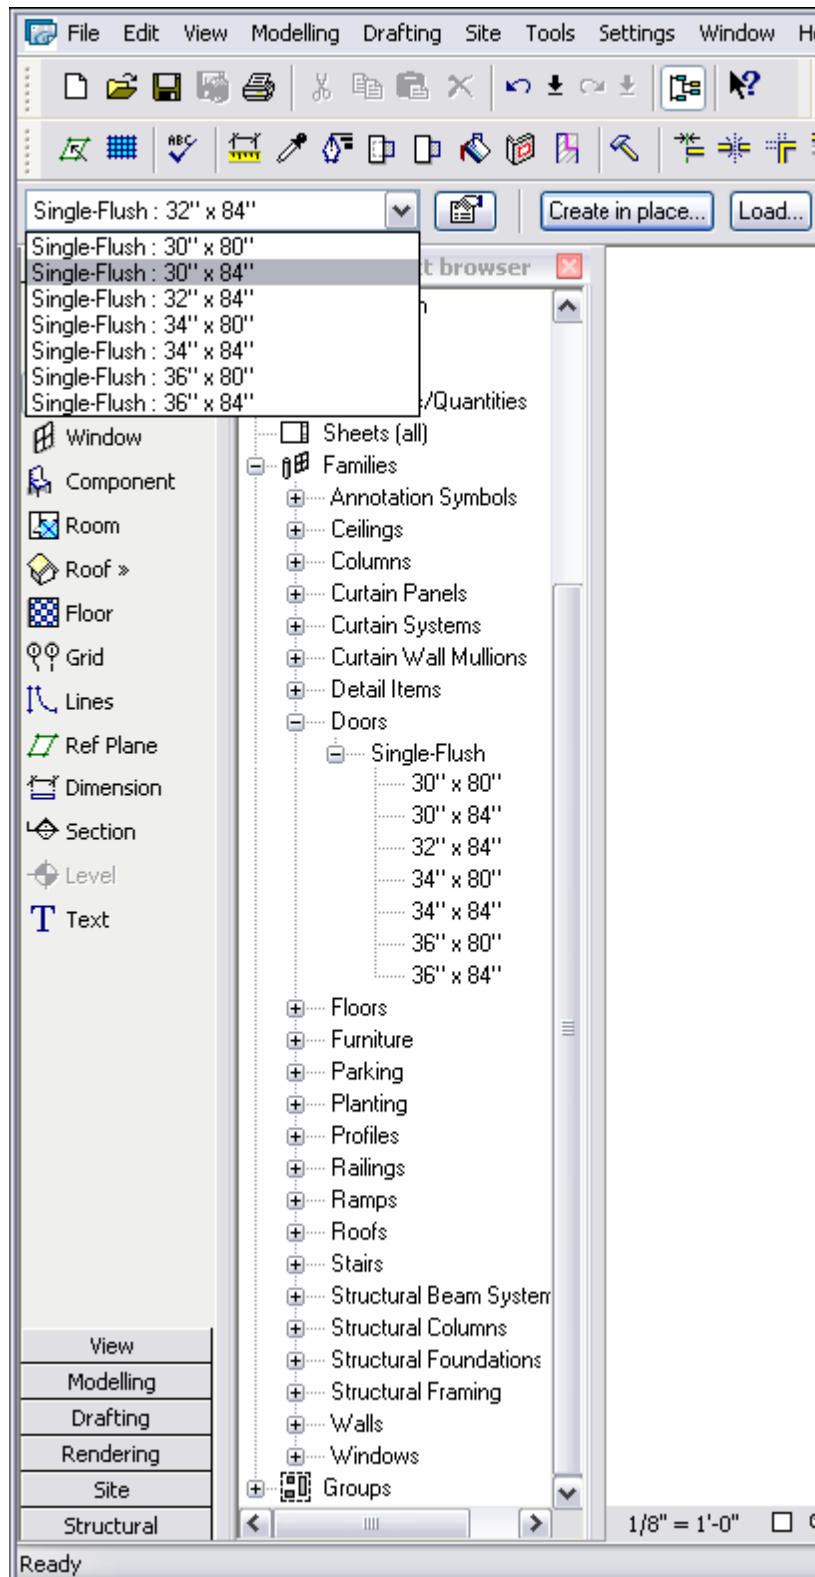 File Edit View Modelling Drafting Site Tools Settings Window
ABC
Single-Flush : 32" x 84" Create in place... Load...
Single-Flush : 30" x 80"
Single-Flush : 30" x 84"
Single-Flush : 32" x 84"
Single-Flush : 34" x 80"
Single-Flush : 34" x 84"
Single-Flush : 36" x 80"
Single-Flush : 36" x 84"
browser
/Quantities
Window
Component
Room
Roof »
Floor
Grid
Lines
Ref Plane
Dimension
Section
Level
Text
View
Modelling
Drafting
Rendering
Site
Structural
Sheets (all)
Families
Annotation Symbols
Ceilings
Columns
Curtain Panels
Curtain Systems
Curtain Wall Mullions
Detail Items
Doors
Single-Flush
30" x 80"
30" x 84"
32" x 84"
34" x 80"
34" x 84"
36" x 80"
36" x 84"
Floors
Furniture
Parking
Planting
Profiles
Railings
Ramps
Roofs
Stairs
Structural Beam System
Structural Columns
Structural Foundations
Structural Framing
Walls
Windows
Groups
1/8" = 1'-0"
Ready